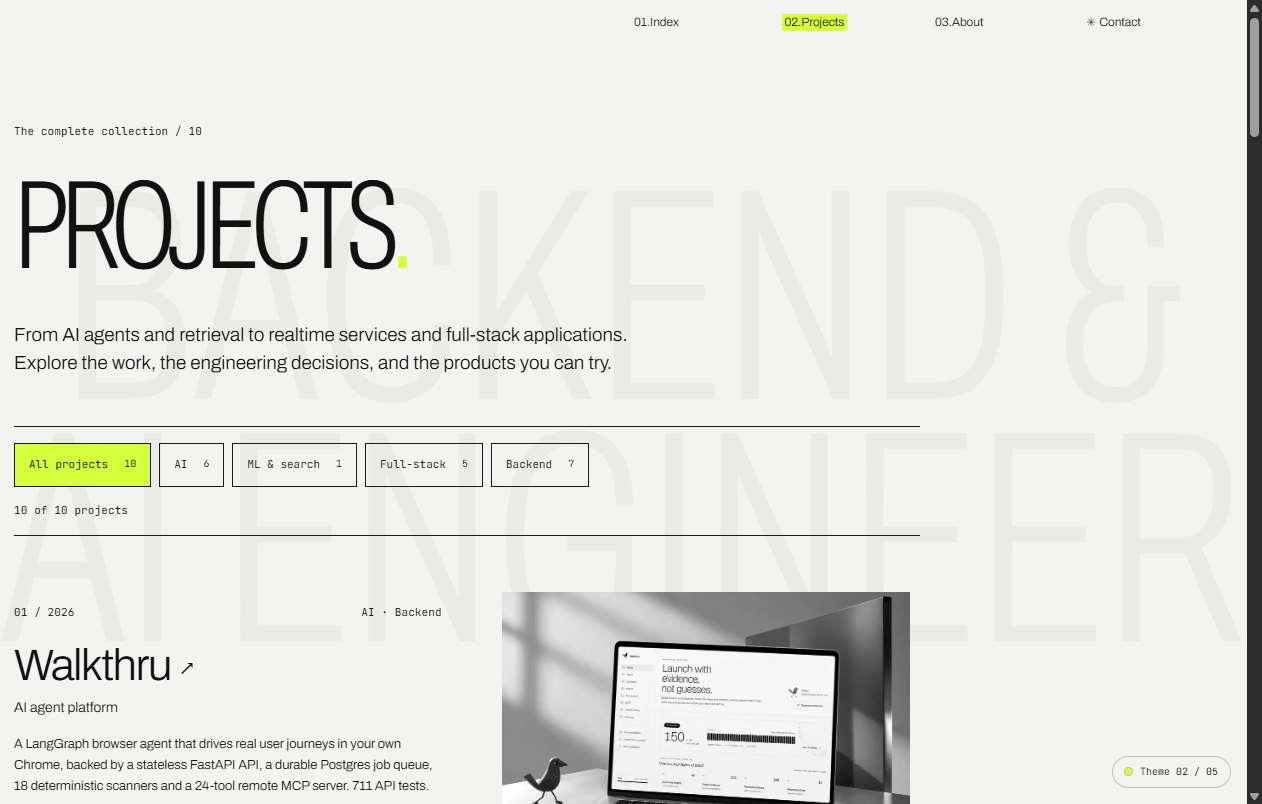 01.Index
02.Projects
03.About
✳ Contact
The complete collection / 10
PROJECTS.
BACKEND &
AI ENGINEER
From AI agents and retrieval to realtime services and full-stack applications.
Explore the work, the engineering decisions, and the products you can try.
All projects 10
AI 6
ML & search 1
Full-stack 5
Backend 7
10 of 10 projects
01 / 2026
AI · Backend
Walkthru ↗
AI agent platform
A LangGraph browser agent that drives real user journeys in your own
Chrome, backed by a stateless FastAPI API, a durable Postgres job queue,
18 deterministic scanners and a 24-tool remote MCP server. 711 API tests.
Launch with
evidence,
not guesses.
150
Theme 02 / 05